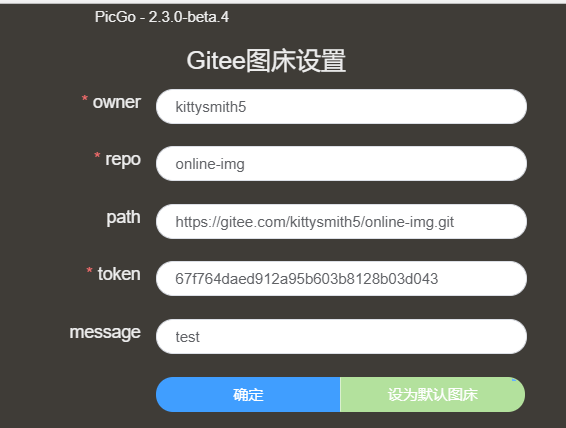 PicGo - 2.3.0-beta.4
Gitee图床设置
* owner kittysmith5
* repo online-img
path https://gitee.com/kittysmith5/online-img.git
* token 67f764daed912a95b603b8128b03d043
message test
确定 设为默认图床